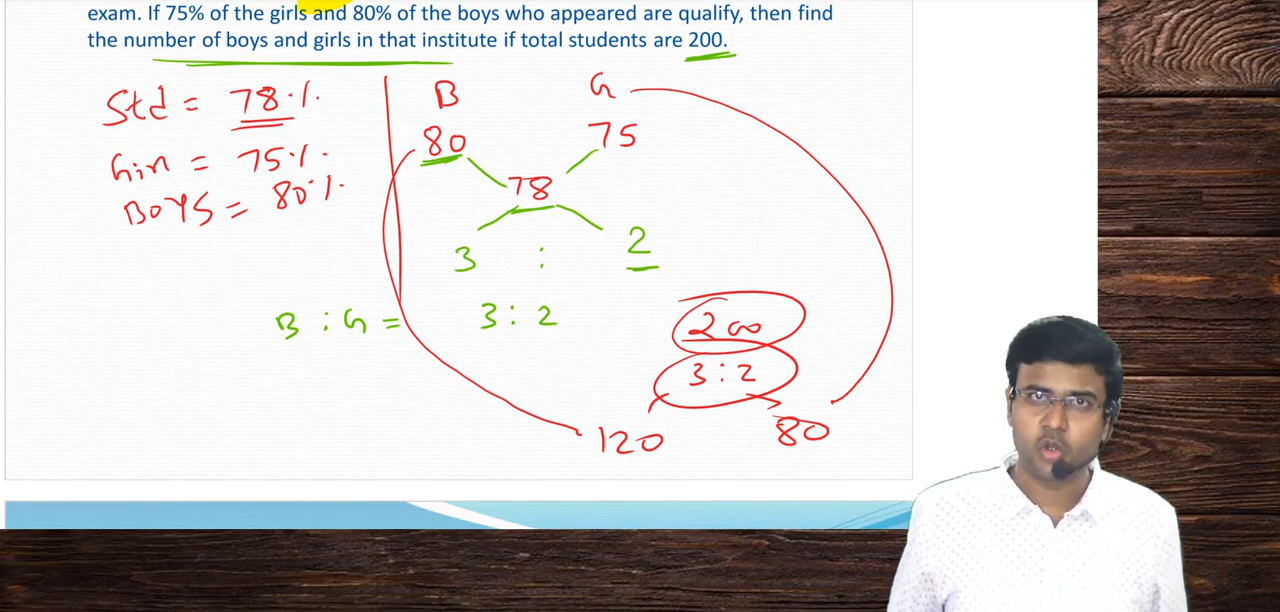 exam. If 75% of the girls and 80% of the boys who appeared are qualify, then find
the number of boys and girls in that institute if total students are 200.
Std = 78%
B G
80 75
Girl = 75%
78
BOYS = 80%
3 : 2
B : G = 3 : 2
200
3 : 2
120 80